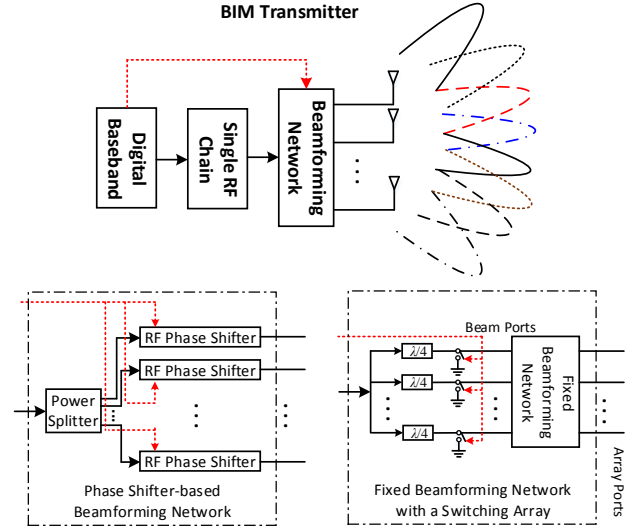 BIM Transmitter
Digital
Baseband
Single RF
Chain
Beamforming
Network
...
Power
Splitter
...
RF Phase Shifter
RF Phase Shifter
...
...
RF Phase Shifter
Phase Shifter-based
Beamforming Network
Beam Ports
λ/4
λ/4
...
λ/4
...
Fixed
Beamforming
Network
...
Array Ports
Fixed Beamforming Network
with a Switching Array